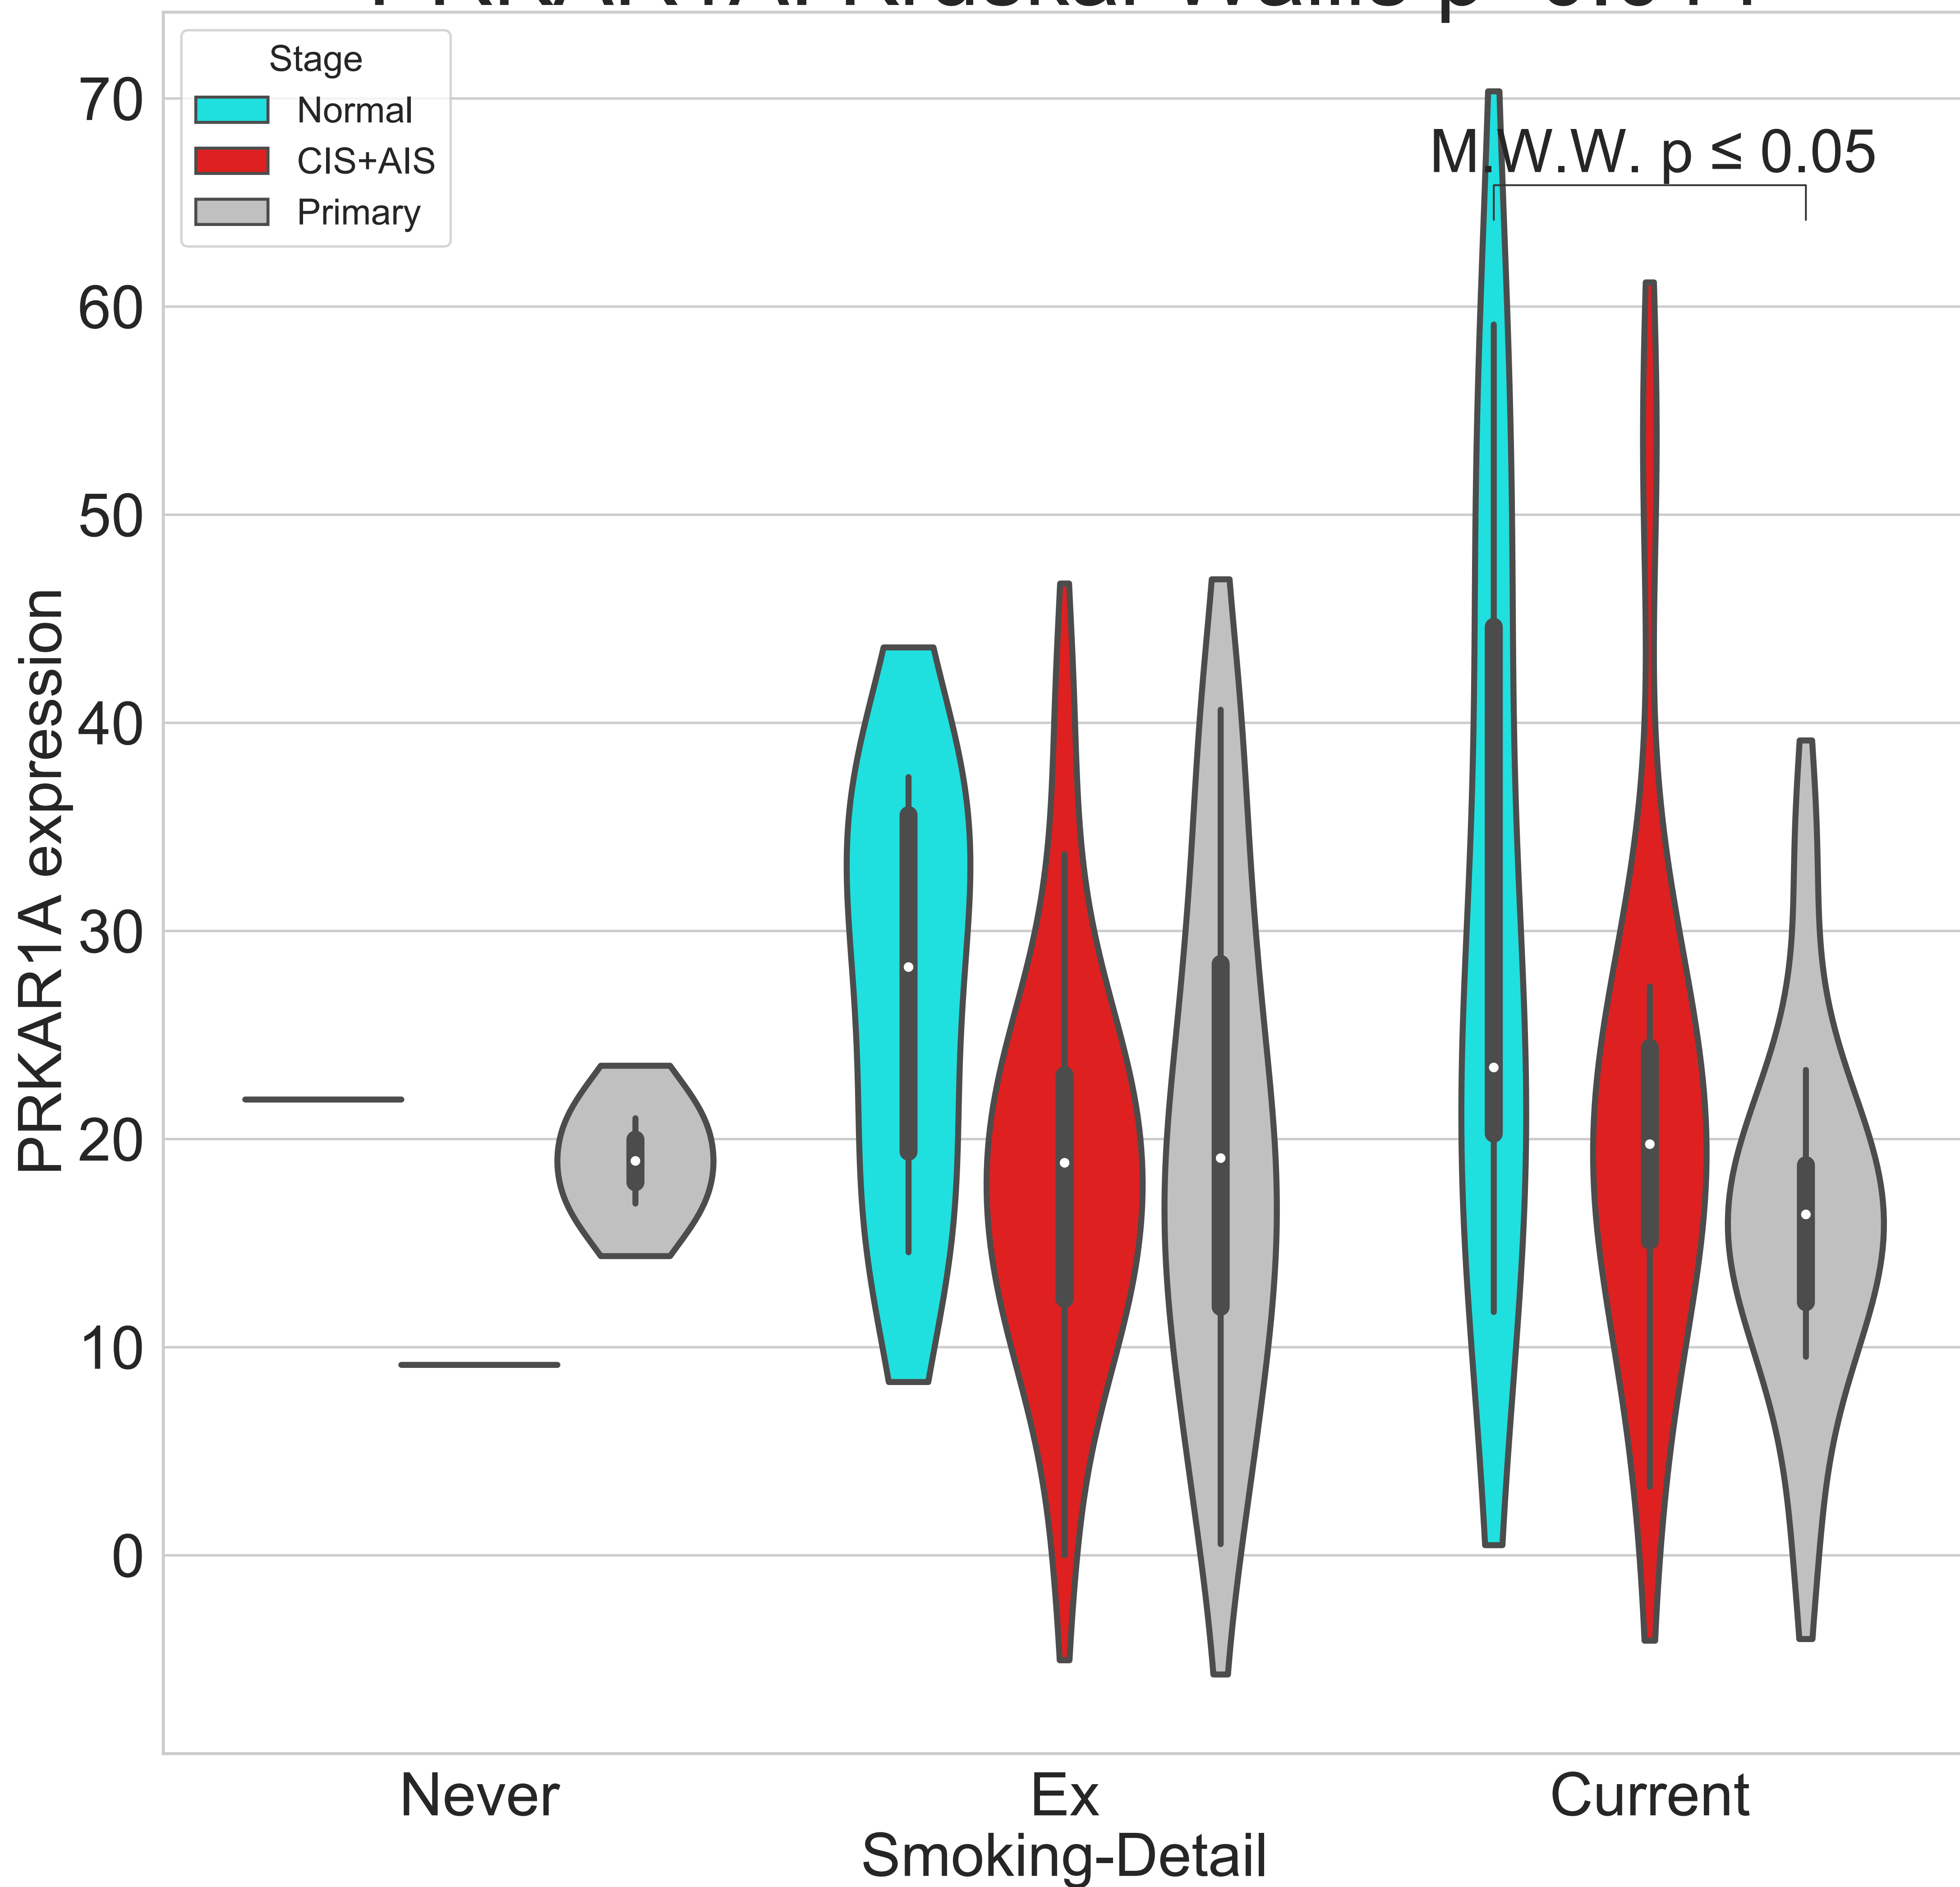 Stage
Normal
CIS+AIS
Primary
M.W.W. p ≤ 0.05
70
60
50
40
30
20
10
0
PRKAR1A expression
Never
Ex
Current
Smoking-Detail